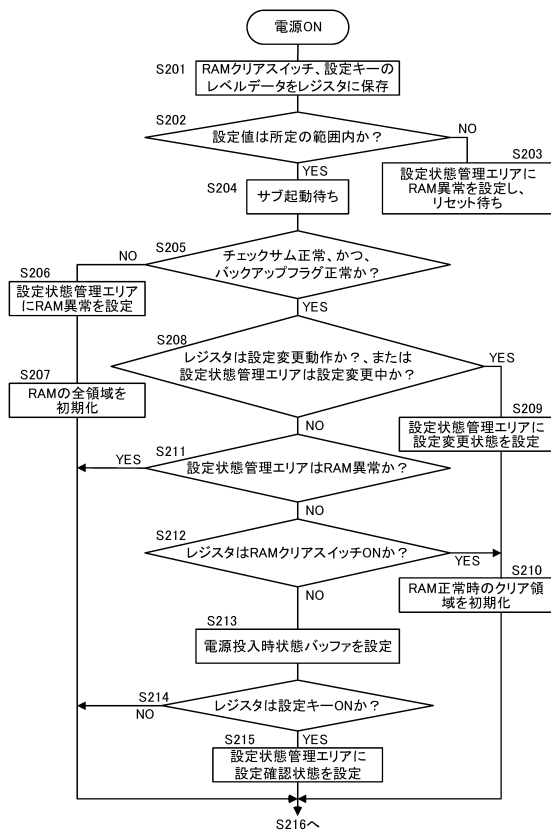 電源ON
S201
RAMクリアスイッチ、設定キーの
レベルデータをレジスタに保存
S202
設定値は所定の範囲内か?
NO
S203
設定状態管理エリアに
RAM異常を設定し、
リセット待ち
YES
S204
サブ起動待ち
S205
チェックサム正常、かつ、
バックアップフラグ正常か?
NO
S206
設定状態管理エリア
にRAM異常を設定
YES
S207
RAMの全領域を
初期化
S208
レジスタは設定変更動作か?、または
設定状態管理エリアは設定変更中か?
YES
S209
設定状態管理エリアに
設定変更状態を設定
NO
S211
YES
設定状態管理エリアはRAM異常か?
NO
S212
レジスタはRAMクリアスイッチONか?
YES
S210
RAM正常時のクリア領
域を初期化
NO
S213
電源投入時状態バッファを設定
S214
NO
レジスタは設定キーONか?
YES
S215
設定状態管理エリアに
設定確認状態を設定
S216へ